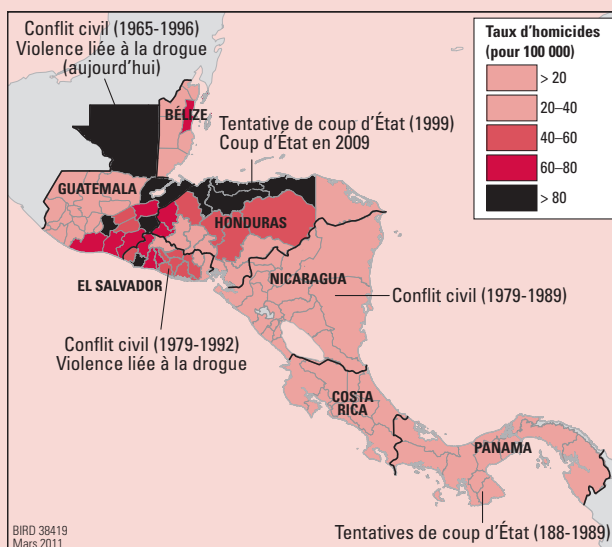 Conflit civil (1965-1996)
Violence liée à la drogue
(aujourd'hui)
Taux d'homicides
(pour 100 000)
> 20
20–40
40–60
60–80
> 80
BÉLIZE
Tentative de coup d'État (1999)
Coup d'État en 2009
GUATEMALA
HONDURAS
EL SALVADOR
NICARAGUA
Conflit civil (1979-1989)
Conflit civil (1979-1992)
Violence liée à la drogue
COSTA
RICA
PANAMA
Tentatives de coup d'État (188-1989)
BIRD 38419
Mars 2011